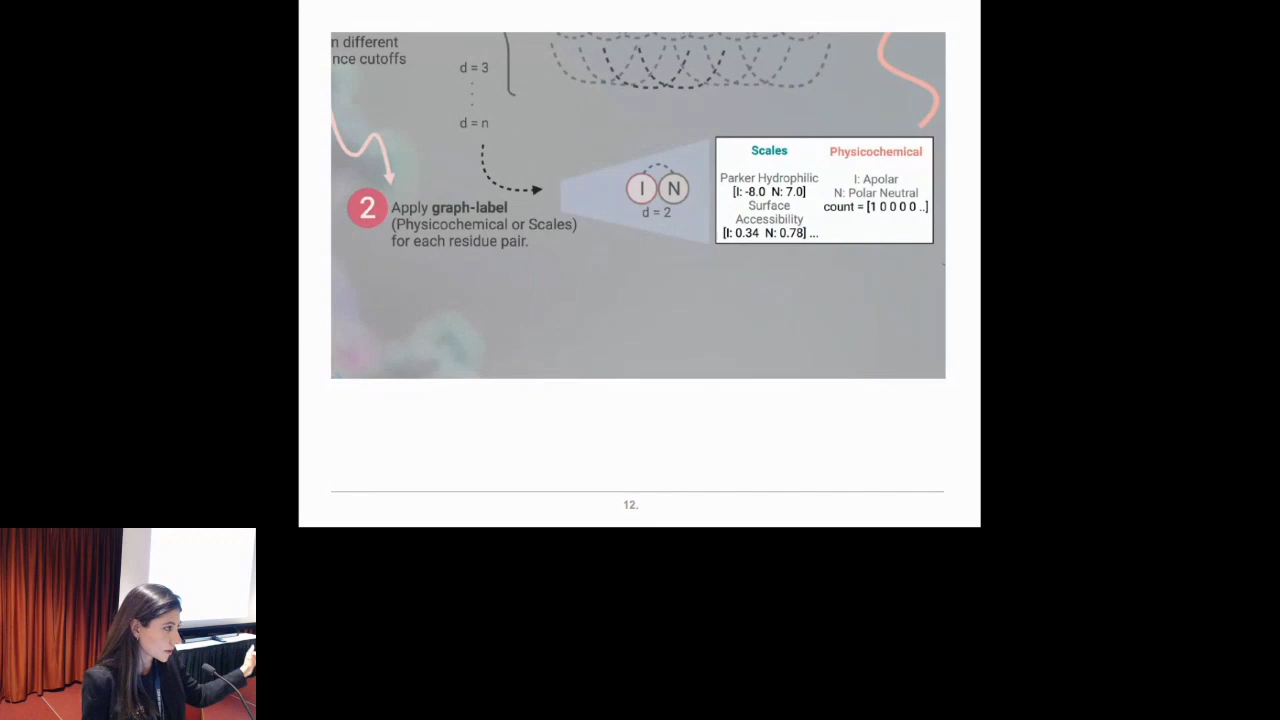 n different
nce cutoffs
d = 3
d = n
2
Apply graph-label
(Physicochemical or Scales)
for each residue pair.
I N
d = 2
Scales
Parker Hydrophilic
[I: -8.0 N: 7.0]
Surface
Accessibility
[I: 0.34 N: 0.78] ...
Physicochemical
I: Apolar
N: Polar Neutral
count = [1 0 0 0 0 ..]
12.